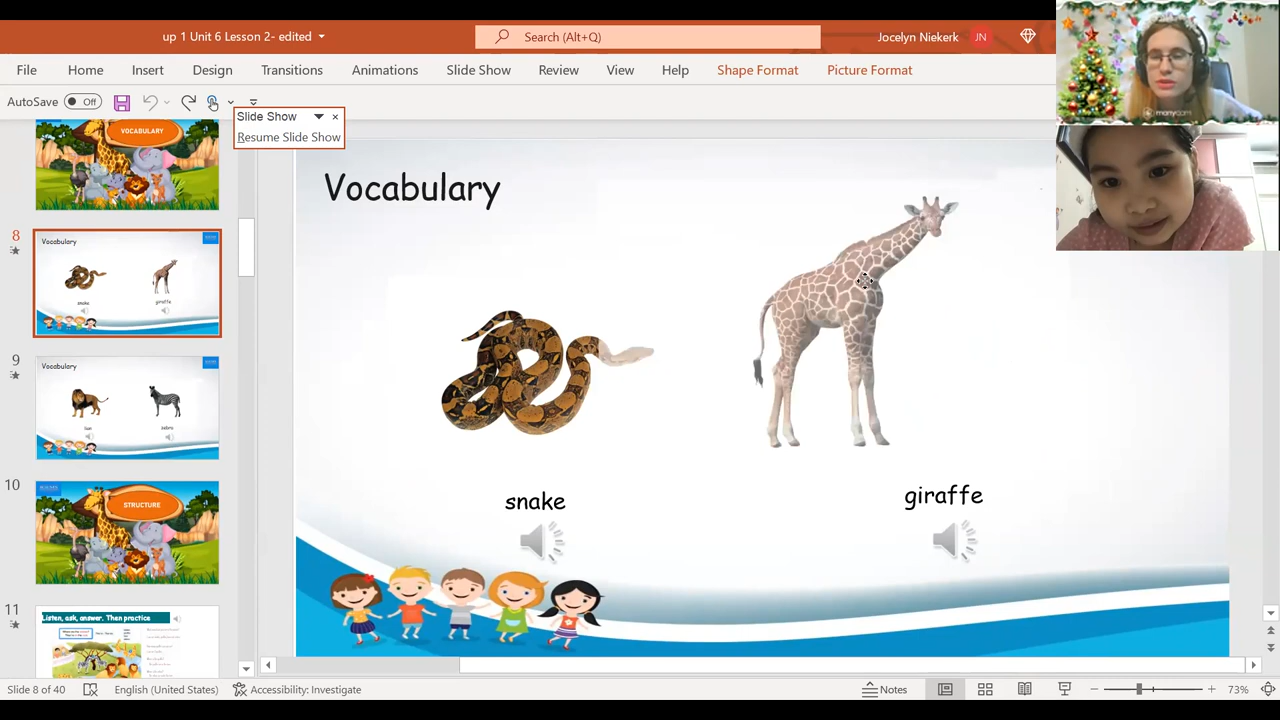 up 1 Unit 6 Lesson 2- edited
Search (Alt+Q)
Jocelyn Niekerk JN
File Home Insert Design Transitions Animations Slide Show Review View Help Shape Format Picture Format
AutoSave Off
Slide Show
Resume Slide Show
VOCABULARY
8
Vocabulary
snake giraffe
9
Vocabulary
lion zebra
10
STRUCTURE
11
Listen, ask, answer. Then practice
Vocabulary
snake
giraffe
manycam
Slide 8 of 40 English (United States) Accessibility: Investigate Notes 73%